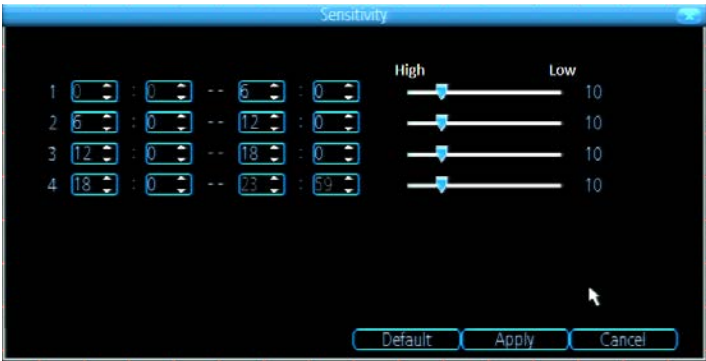 Sensitivity
High Low
1 0 : 0 -- 6 : 0 10
2 6 : 0 -- 12 : 0 10
3 12 : 0 -- 18 : 0 10
4 18 : 0 -- 23 : 59 10
Default Apply Cancel